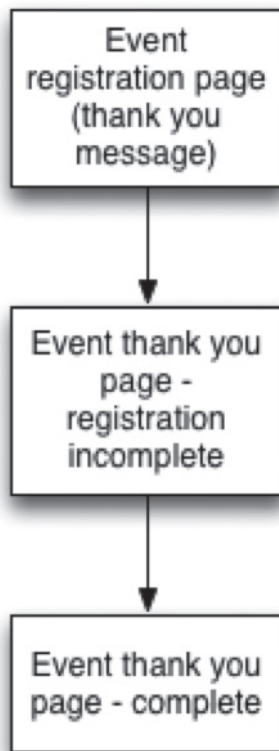 Event
registration page
(thank you
message)
Event thank you
page -
registration
incomplete
Event thank you
page - complete